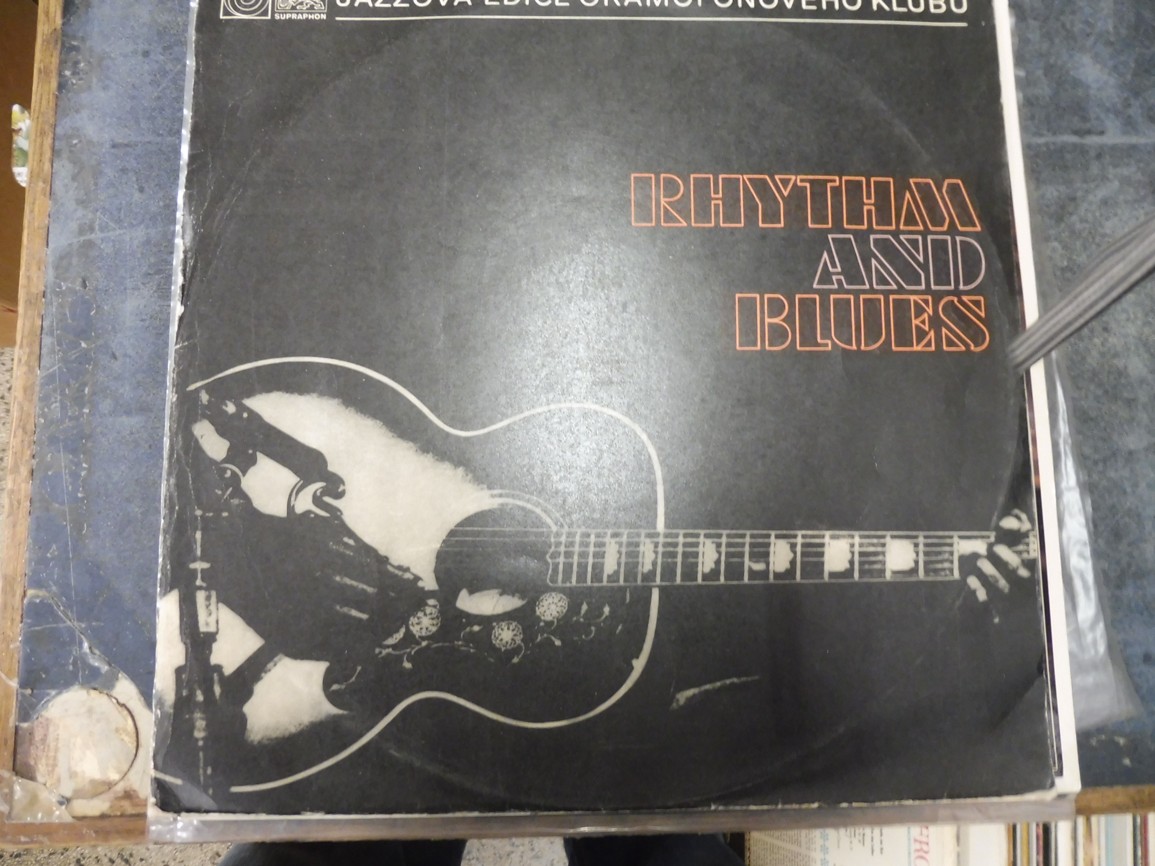 SUPRAPHON
JAZZOVÁ EDICE GRAMOFONOVÉHO KLUBU
RHYTHM
AND
BLUES